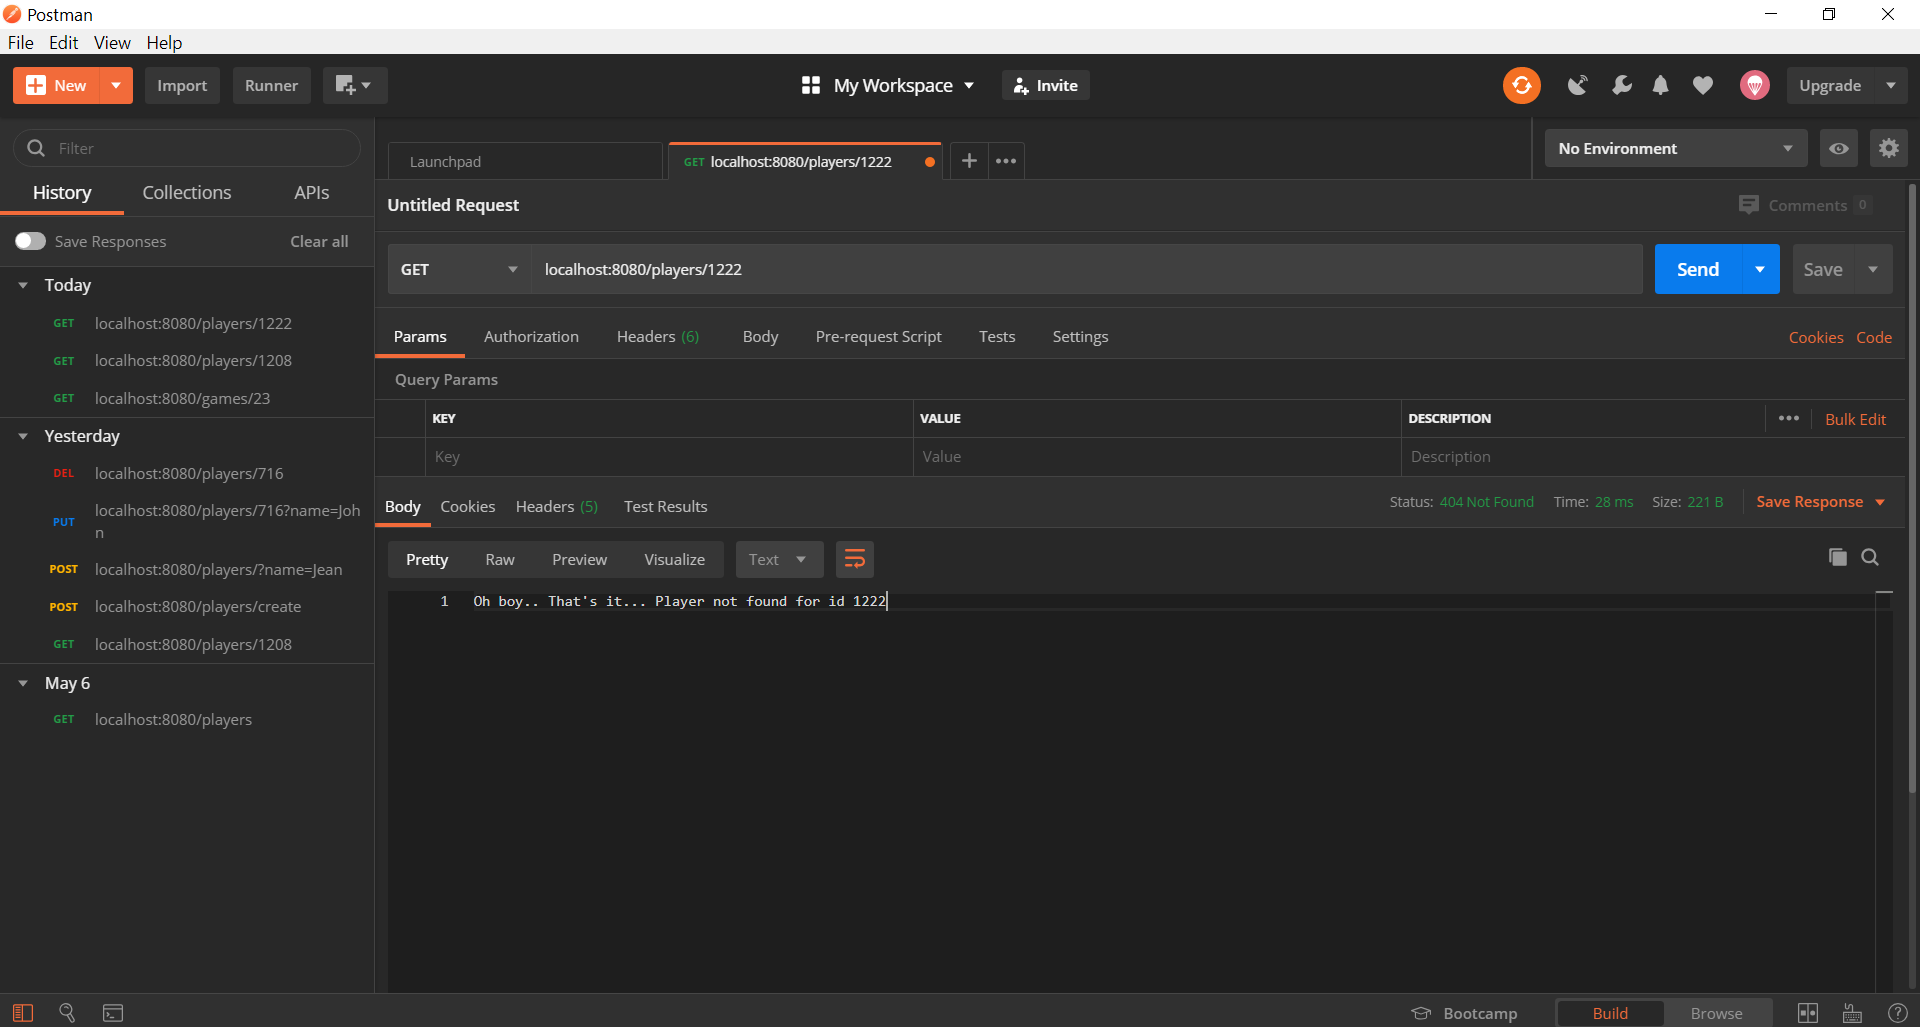 Postman
File Edit View Help
New Import Runner My Workspace Invite Upgrade
Filter
History Collections APIs
Save Responses Clear all
Today
GET localhost:8080/players/1222
GET localhost:8080/players/1208
GET localhost:8080/games/23
Yesterday
DEL localhost:8080/players/716
PUT localhost:8080/players/716?name=Joh
n
POST localhost:8080/players/?name=Jean
POST localhost:8080/players/create
GET localhost:8080/players/1208
May 6
GET localhost:8080/players
Launchpad GET localhost:8080/players/1222 No Environment
Untitled Request Comments 0
GET localhost:8080/players/1222 Send Save
Params Authorization Headers (6) Body Pre-request Script Tests Settings Cookies Code
Query Params
KEY VALUE DESCRIPTION Bulk Edit
Key Value Description
Body Cookies Headers (5) Test Results Status: 404 Not Found Time: 28 ms Size: 221 B Save Response
Pretty Raw Preview Visualize Text
1 Oh boy.. That's it... Player not found for id 1222
Bootcamp Build Browse